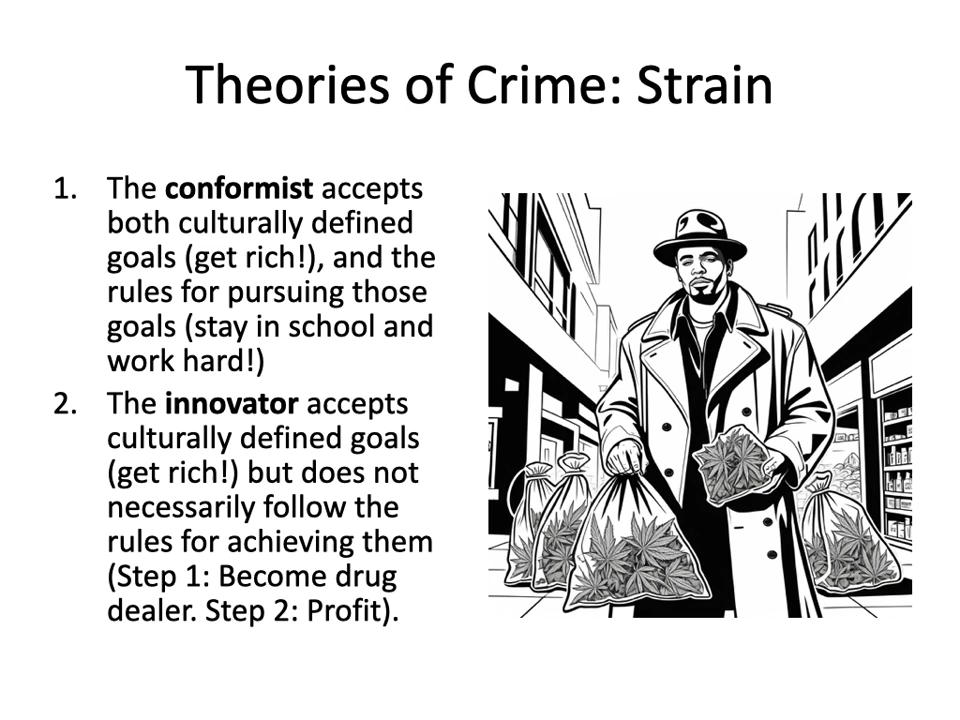 Theories of Crime: Strain
1. The conformist accepts
both culturally defined
goals (get rich!), and the
rules for pursuing those
goals (stay in school and
work hard!)
2. The innovator accepts
culturally defined goals
(get rich!) but does not
necessarily follow the
rules for achieving them
(Step 1: Become drug
dealer. Step 2: Profit).